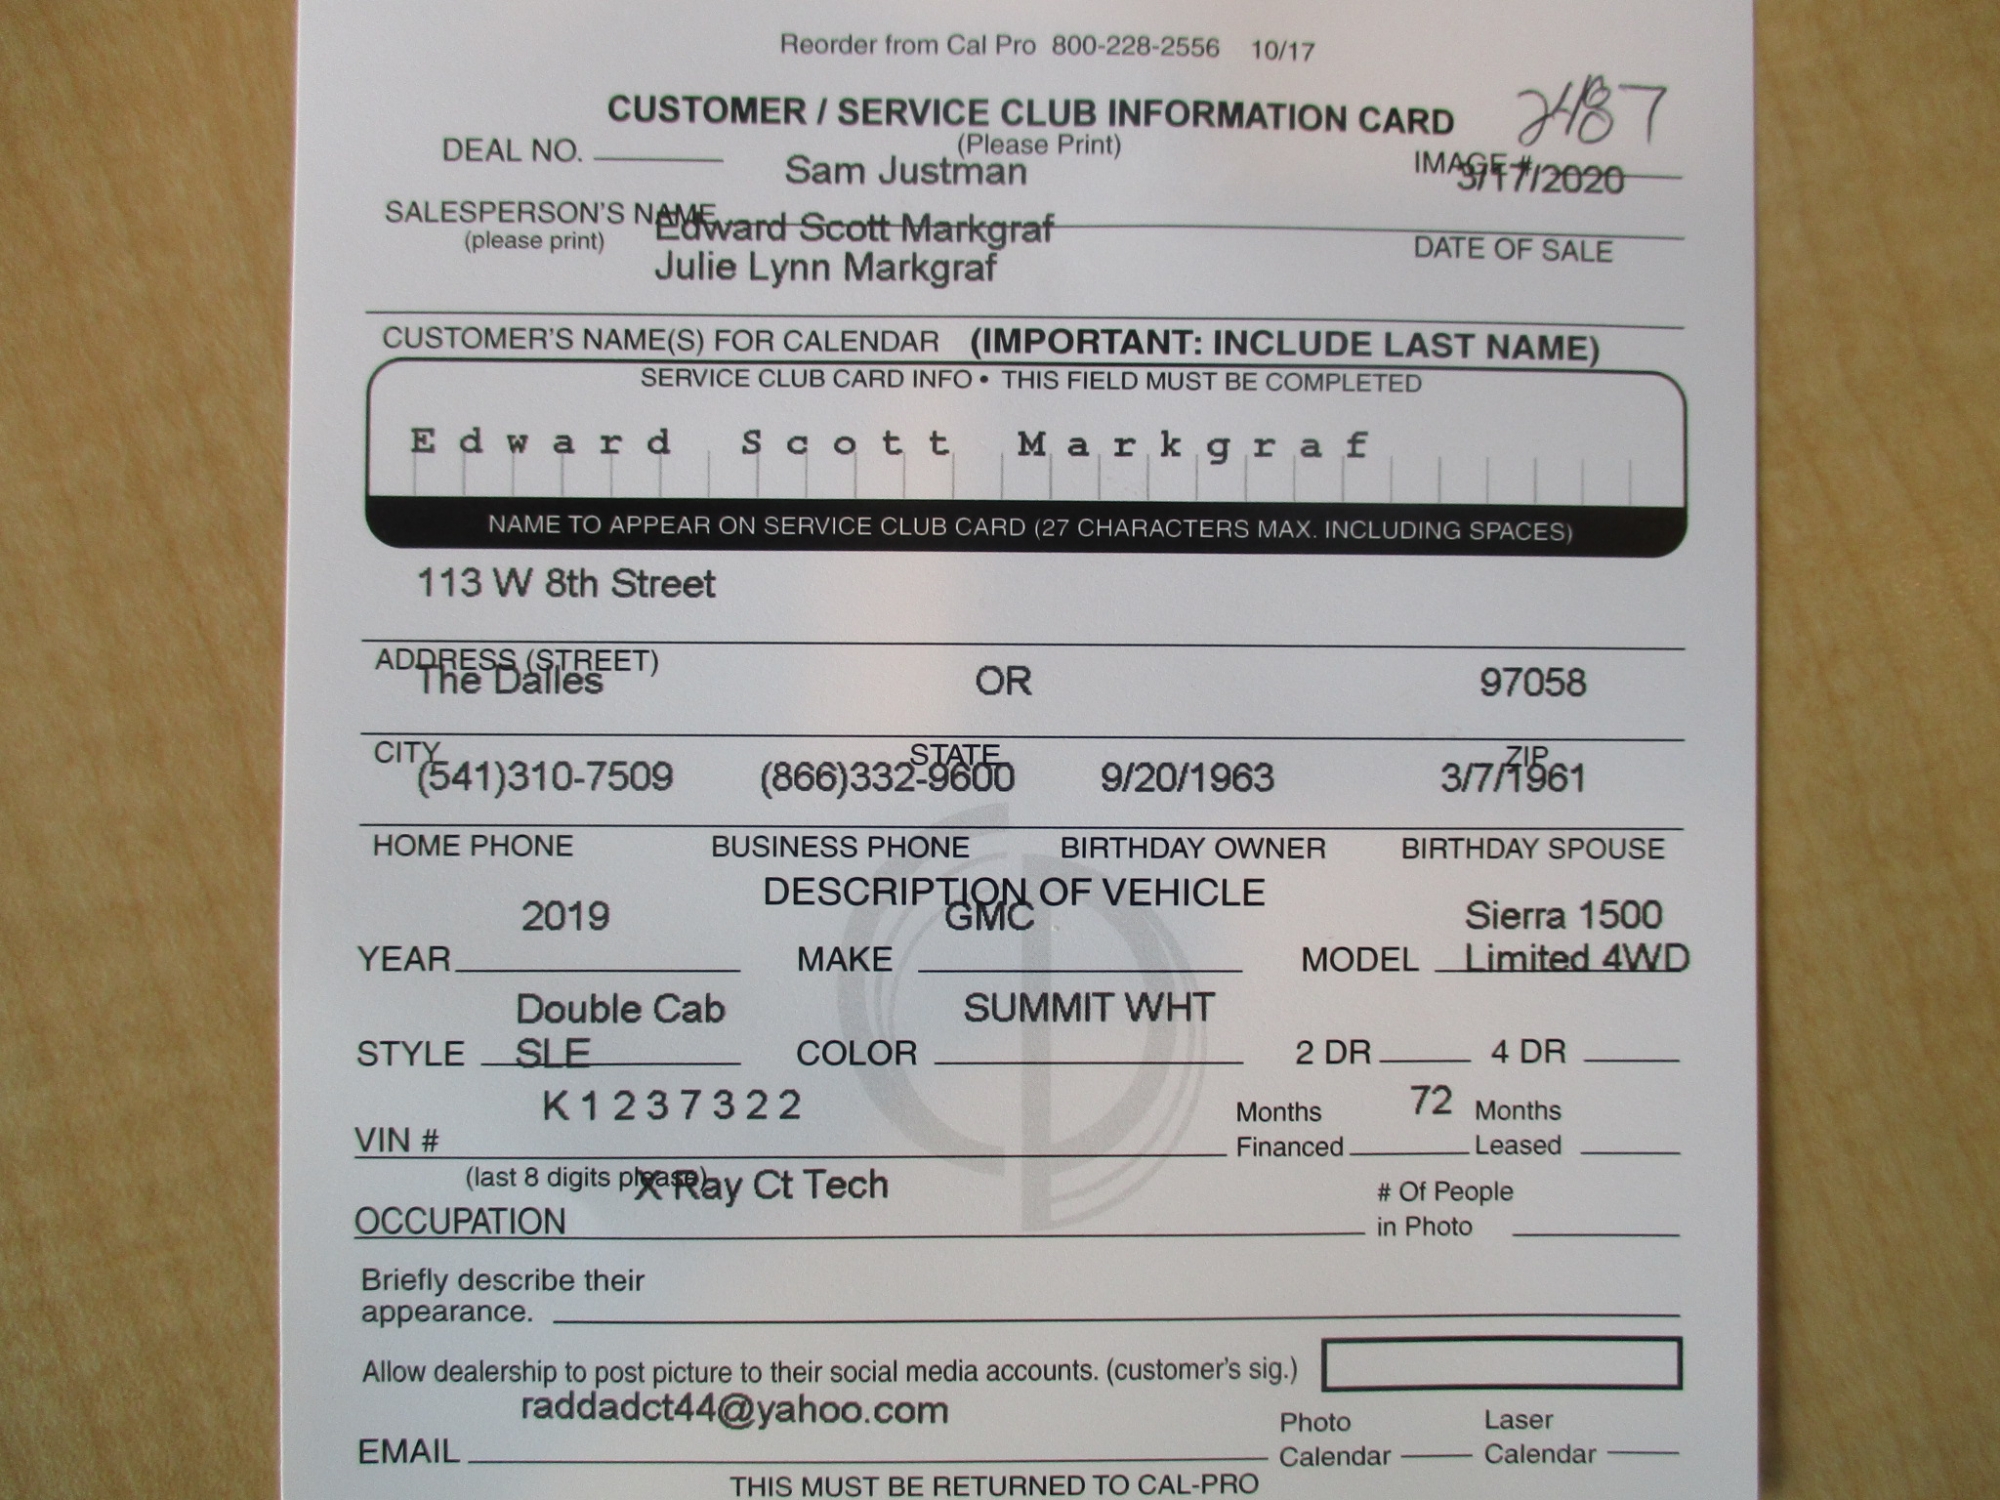 Reorder from Cal Pro 800-228-2556 10/17
CUSTOMER / SERVICE CLUB INFORMATION CARD 2487
(Please Print)
DEAL NO.
Sam Justman
IMAGE #
3/17/2020
SALESPERSON'S NAME
(please print)
Edward Scott Markgraf
DATE OF SALE
Julie Lynn Markgraf
CUSTOMER'S NAME(S) FOR CALENDAR (IMPORTANT: INCLUDE LAST NAME)
SERVICE CLUB CARD INFO • THIS FIELD MUST BE COMPLETED
Edward Scott Markgraf
NAME TO APPEAR ON SERVICE CLUB CARD (27 CHARACTERS MAX. INCLUDING SPACES)
113 W 8th Street
ADDRESS (STREET)
The Dalles OR 97058
CITY STATE ZIP
(541)310-7509 (866)332-9600 9/20/1963 3/7/1961
HOME PHONE BUSINESS PHONE BIRTHDAY OWNER BIRTHDAY SPOUSE
DESCRIPTION OF VEHICLE
2019 GMC Sierra 1500
YEAR MAKE MODEL Limited 4WD
Double Cab SUMMIT WHT
STYLE SLE COLOR 2 DR 4 DR
K1237322 Months 72 Months
VIN # Financed Leased
(last 8 digits please)
X Ray Ct Tech # Of People
OCCUPATION in Photo
Briefly describe their
appearance.
Allow dealership to post picture to their social media accounts. (customer's sig.)
raddadct44@yahoo.com
Photo Laser
EMAIL Calendar Calendar
THIS MUST BE RETURNED TO CAL-PRO